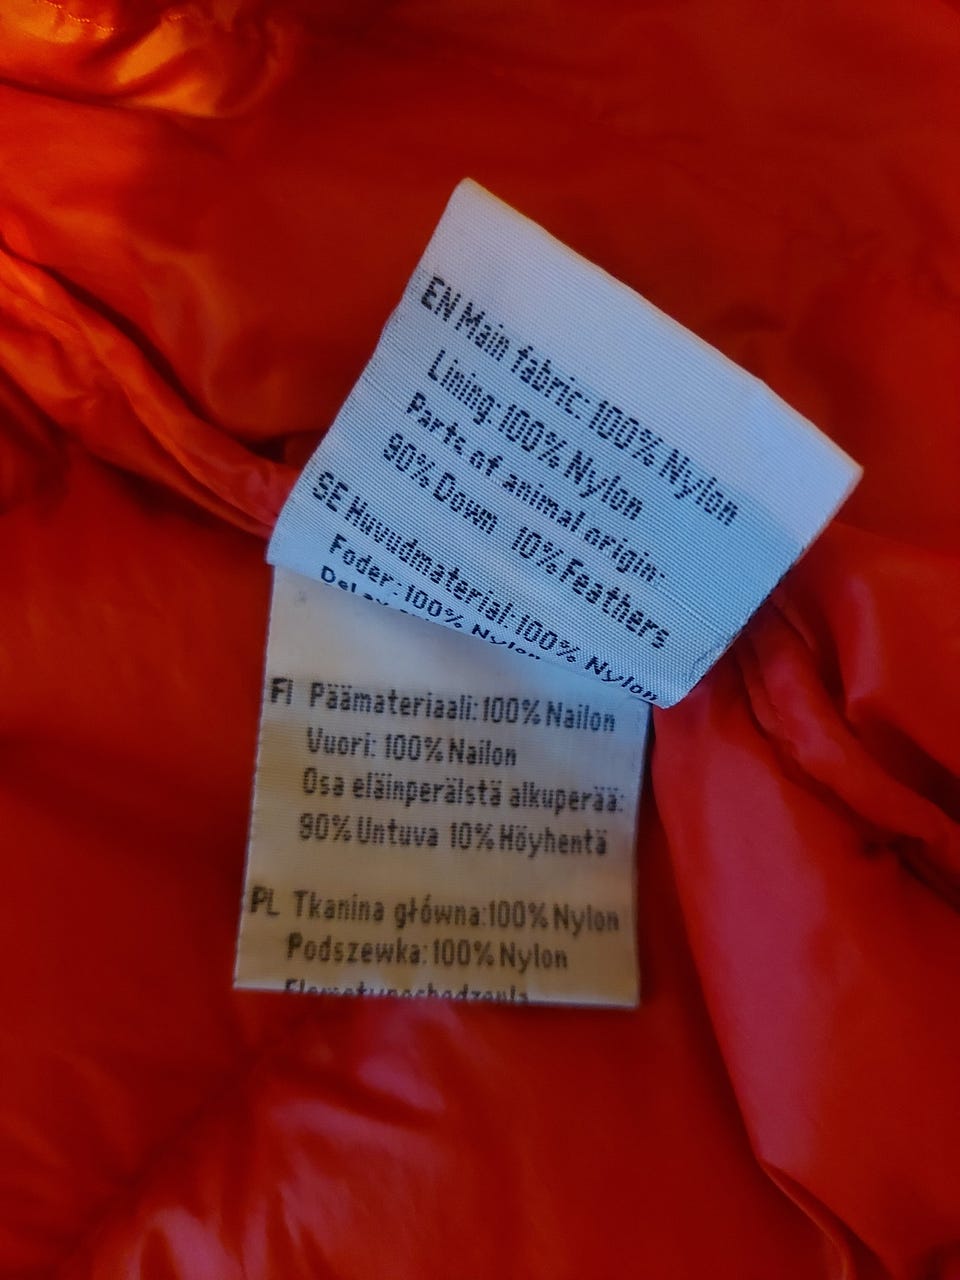 EN Main fabric: 100% Nylon
Lining: 100% Nylon
Parts of animal origin:
90% Down 10% Feathers
SE Huvudmaterial: 100% Nylon
Foder: 100% Nylon
FI Päämateriaali: 100% Nailon
Vuori: 100% Nailon
Osa eläinperäistä alkuperää:
90% Untuva 10% Höyhentä
PL Tkanina główna: 100% Nylon
Podszewka: 100% Nylon